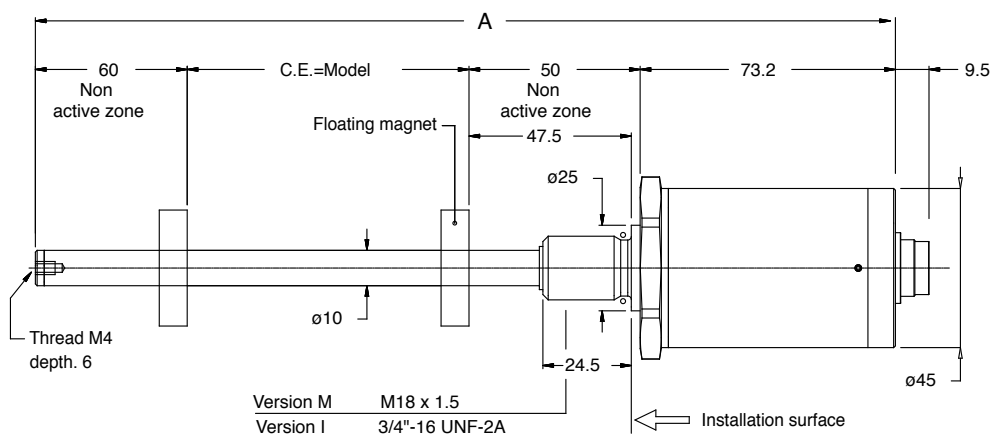 A
60
C.E.=Model
50
73.2
9.5
Non
active zone
Non
active zone
Floating magnet
47.5
ø25
ø10
Thread M4
depth. 6
24.5
ø45
Version M M18 x 1.5
Version I 3/4"-16 UNF-2A
Installation surface